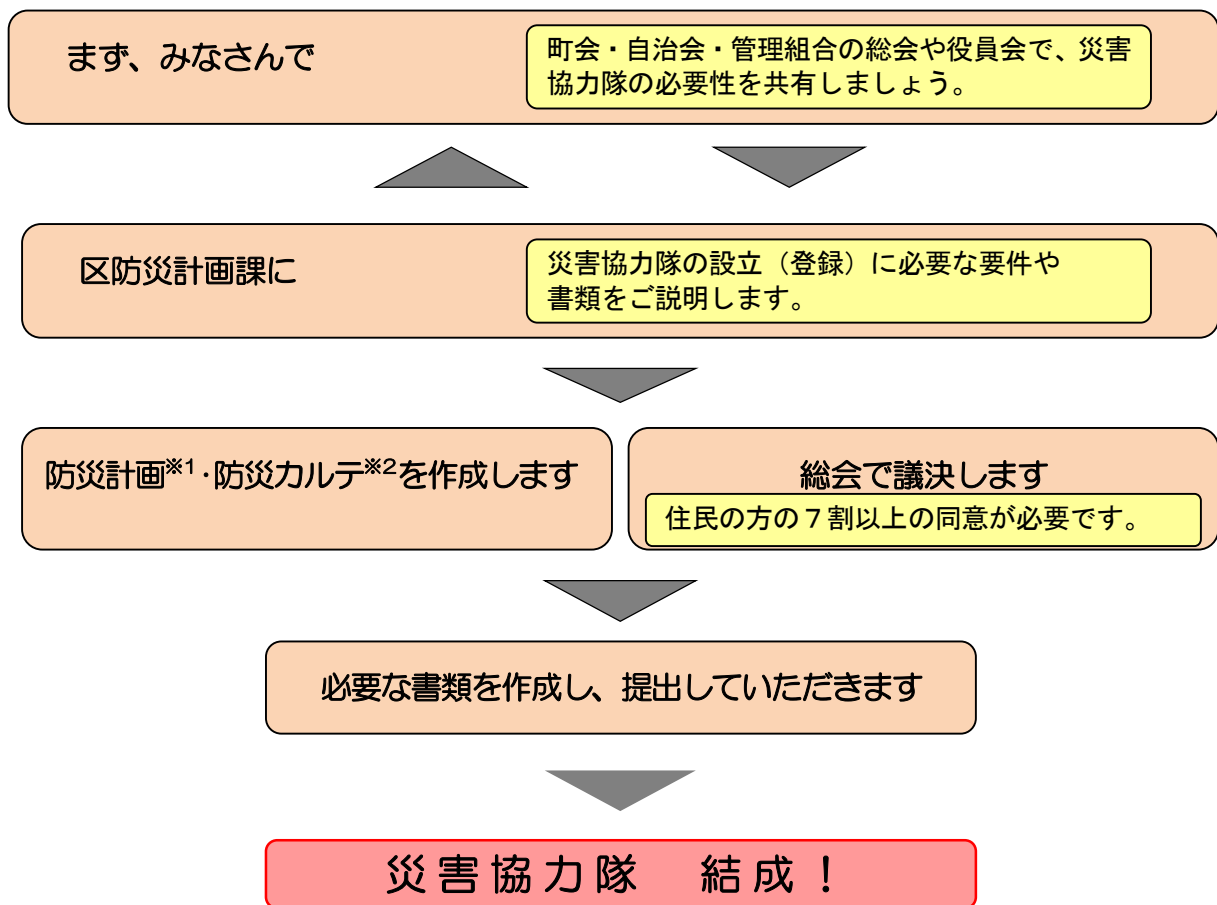 まず、みなさんで
町会・自治会・管理組合の総会や役員会で、災害
協力隊の必要性を共有しましょう。
区防災計画課に
災害協力隊の設立（登録）に必要な要件や
書類をご説明します。
防災計画※1・防災カルテ※2を作成します
総会で議決します
住民の方の７割以上の同意が必要です。
必要な書類を作成し、提出していただきます
災害協力隊　結成！